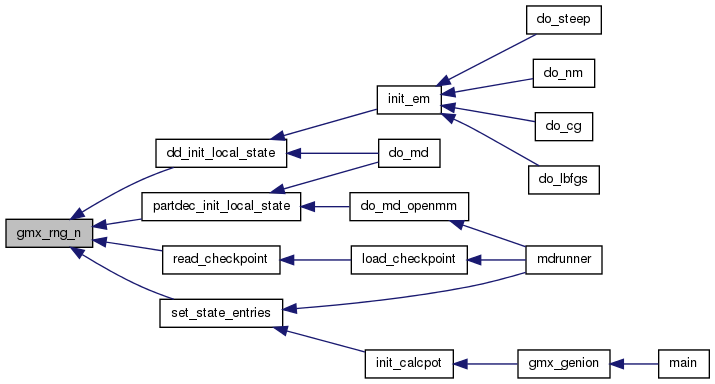 do_steep
do_nm
init_em
do_cg
dd_init_local_state
do_md
do_lbfgs
partdec_init_local_state
do_md_openmm
gmx_rng_n
read_checkpoint
load_checkpoint
mdrunner
set_state_entries
init_calcpot
gmx_genion
main